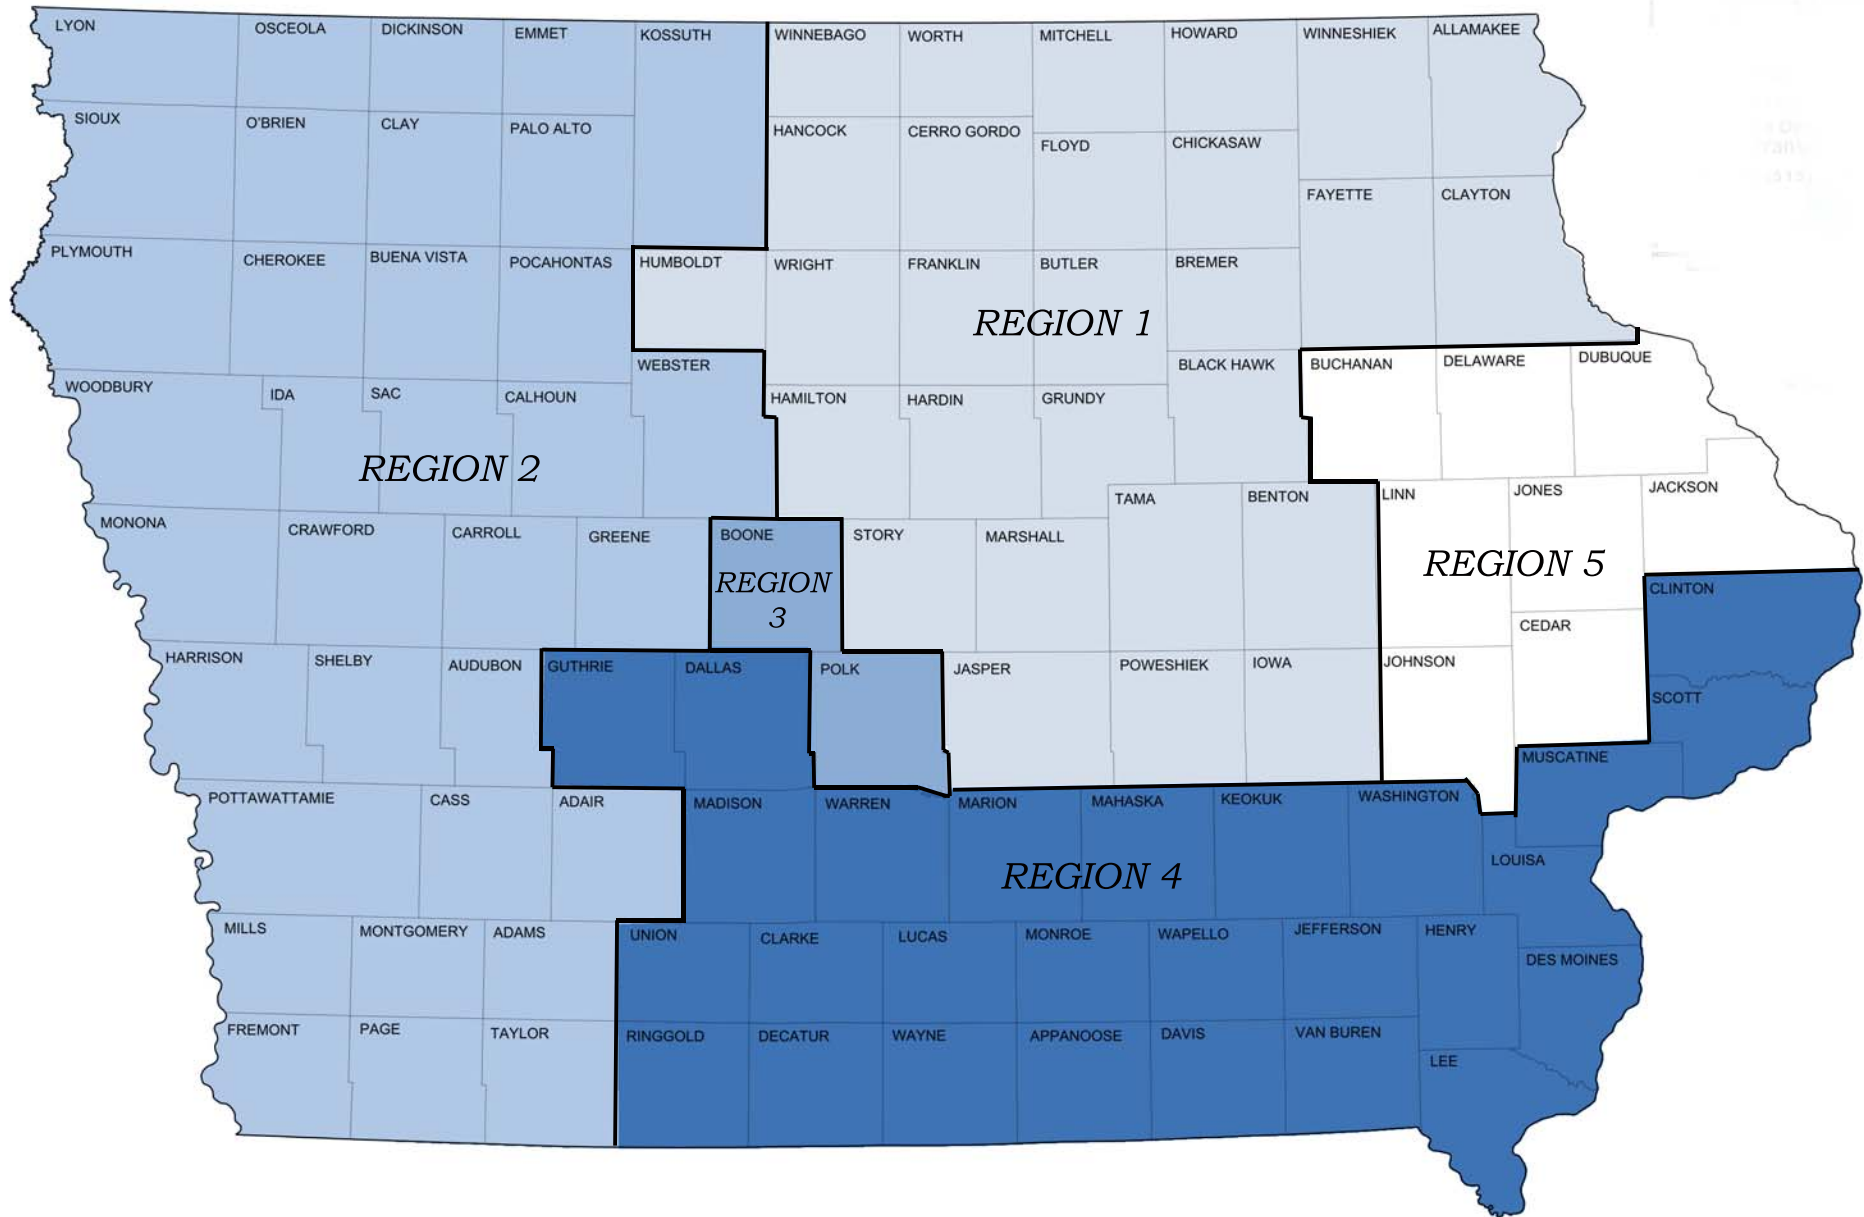 LYON
OSCEOLA
DICKINSON
EMMET
KOSSUTH
WINNEBAGO
WORTH
MITCHELL
HOWARD
WINNESHIEK
ALLAMAKEE
SIOUX
O'BRIEN
CLAY
PALO ALTO
HANCOCK
CERRO GORDO
FLOYD
CHICKASAW
FAYETTE
CLAYTON
PLYMOUTH
CHEROKEE
BUENA VISTA
POCAHONTAS
HUMBOLDT
WRIGHT
FRANKLIN
BUTLER
BREMER
REGION 1
WEBSTER
BLACK HAWK
BUCHANAN
DELAWARE
DUBUQUE
WOODBURY
IDA
SAC
CALHOUN
HAMILTON
HARDIN
GRUNDY
REGION 2
TAMA
BENTON
LINN
JONES
JACKSON
MONONA
CRAWFORD
CARROLL
GREENE
BOONE
STORY
MARSHALL
REGION 5
REGION
3
CLINTON
CEDAR
HARRISON
SHELBY
AUDUBON
GUTHRIE
DALLAS
POLK
JASPER
POWESHIEK
IOWA
JOHNSON
SCOTT
MUSCATINE
POTTAWATTAMIE
CASS
ADAIR
MADISON
WARREN
MARION
MAHASKA
KEOKUK
WASHINGTON
LOUISA
REGION 4
MILLS
MONTGOMERY
ADAMS
UNION
CLARKE
LUCAS
MONROE
WAPELLO
JEFFERSON
HENRY
DES MOINES
FREMONT
PAGE
TAYLOR
RINGGOLD
DECATUR
WAYNE
APPANOOSE
DAVIS
VAN BUREN
LEE